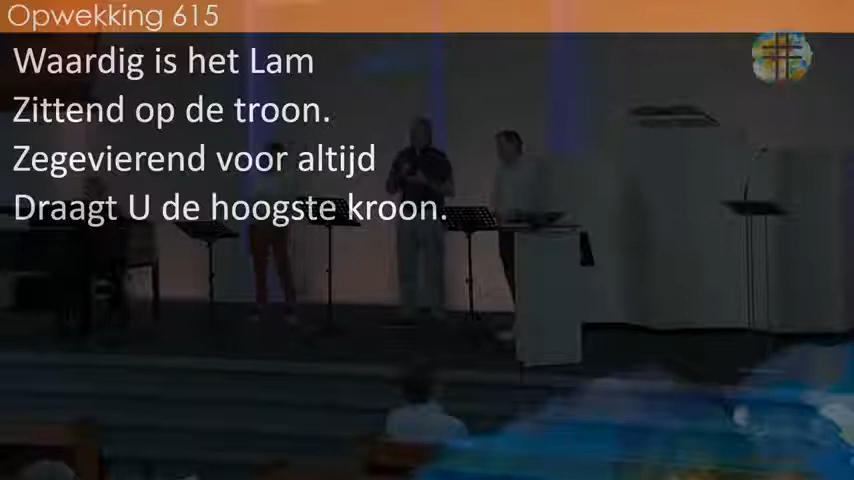 Opwekking 615
Waardig is het Lam
Zittend op de troon.
Zegevierend voor altijd
Draagt U de hoogste kroon.